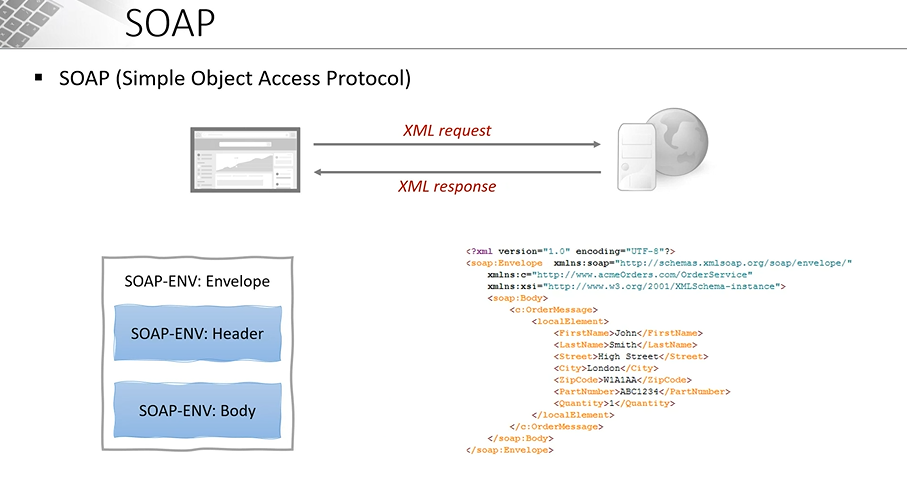 SOAP
SOAP (Simple Object Access Protocol)
XML request
XML response
SOAP-ENV: Envelope
SOAP-ENV: Header
SOAP-ENV: Body
<?xml version="1.0" encoding="UTF-8"?>
<soap:Envelope xmlns:soap="http://schemas.xmlsoap.org/soap/envelope/"
xmlns:c="http://www.acmeOrders.com/OrderService"
xmlns:xsi="http://www.w3.org/2001/XMLSchema-instance">
<soap:Body>
<c:OrderMessage>
<localElement>
<FirstName>John</FirstName>
<LastName>Smith</LastName>
<Street>High Street</Street>
<City>London</City>
<ZipCode>W1A1AA</ZipCode>
<PartNumber>ABC1234</PartNumber>
<Quantity>1</Quantity>
</localElement>
</c:OrderMessage>
</soap:Body>
</soap:Envelope>